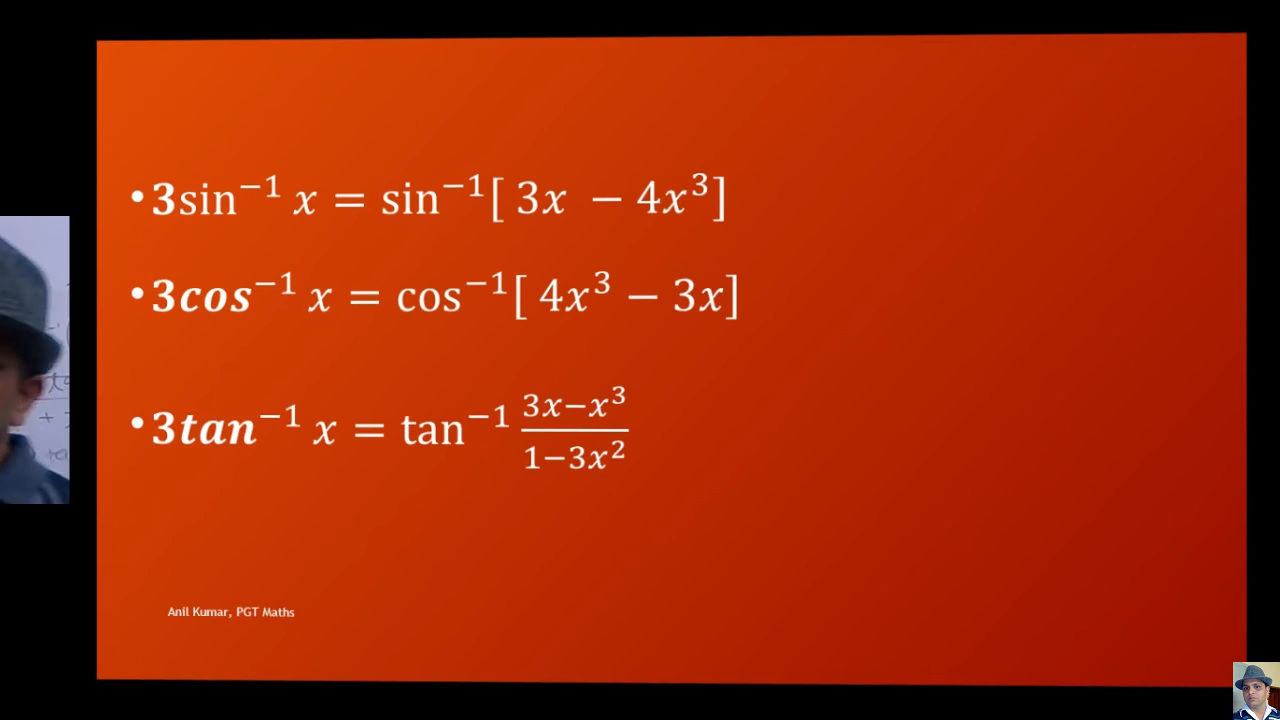 • 3sin⁻¹ x = sin⁻¹[ 3x − 4x³]
• 3cos⁻¹ x = cos⁻¹[ 4x³ − 3x]
• 3tan⁻¹ x = tan⁻¹ (3x−x³)/(1−3x²)
Anil Kumar, PGT Maths